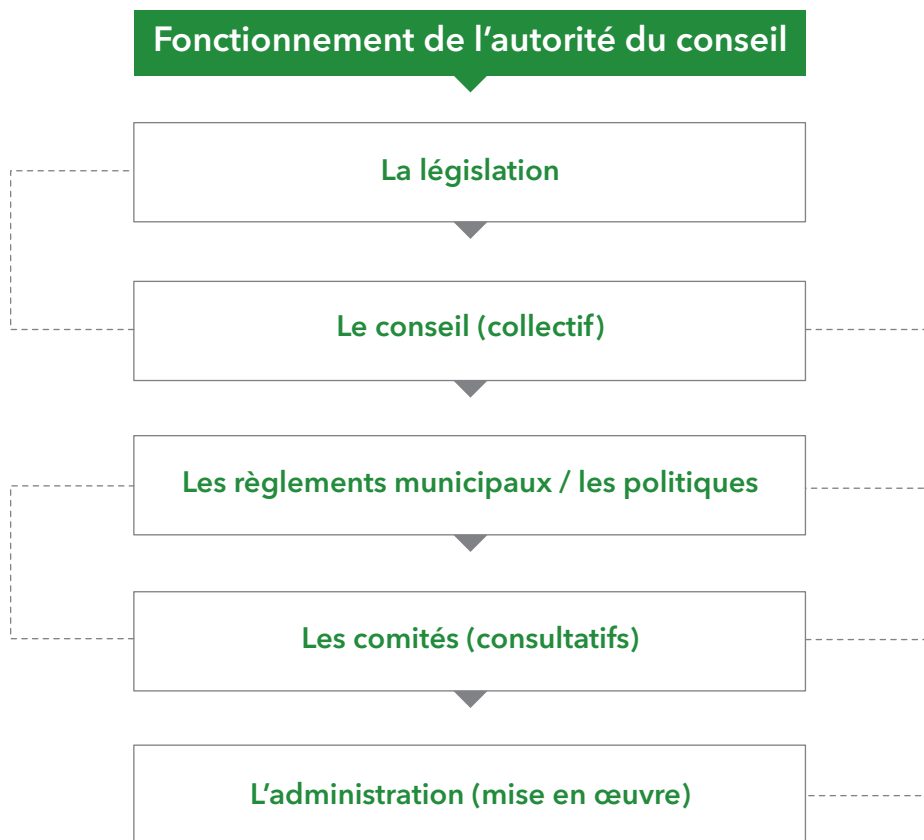 Fonctionnement de l’autorité du conseil
La législation
Le conseil (collectif)
Les règlements municipaux / les politiques
Les comités (consultatifs)
L’administration (mise en œuvre)